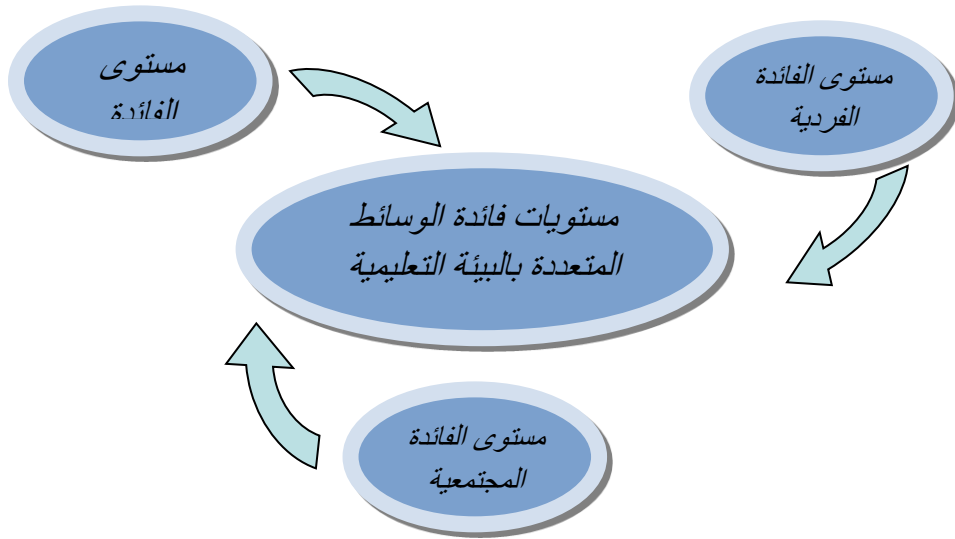 مستوى الفائدة
الفردية
مستوى
الفائدة
مستويات فائدة الوسائط
المتعددة بالبيئة التعليمية
مستوى الفائدة
المجتمعية